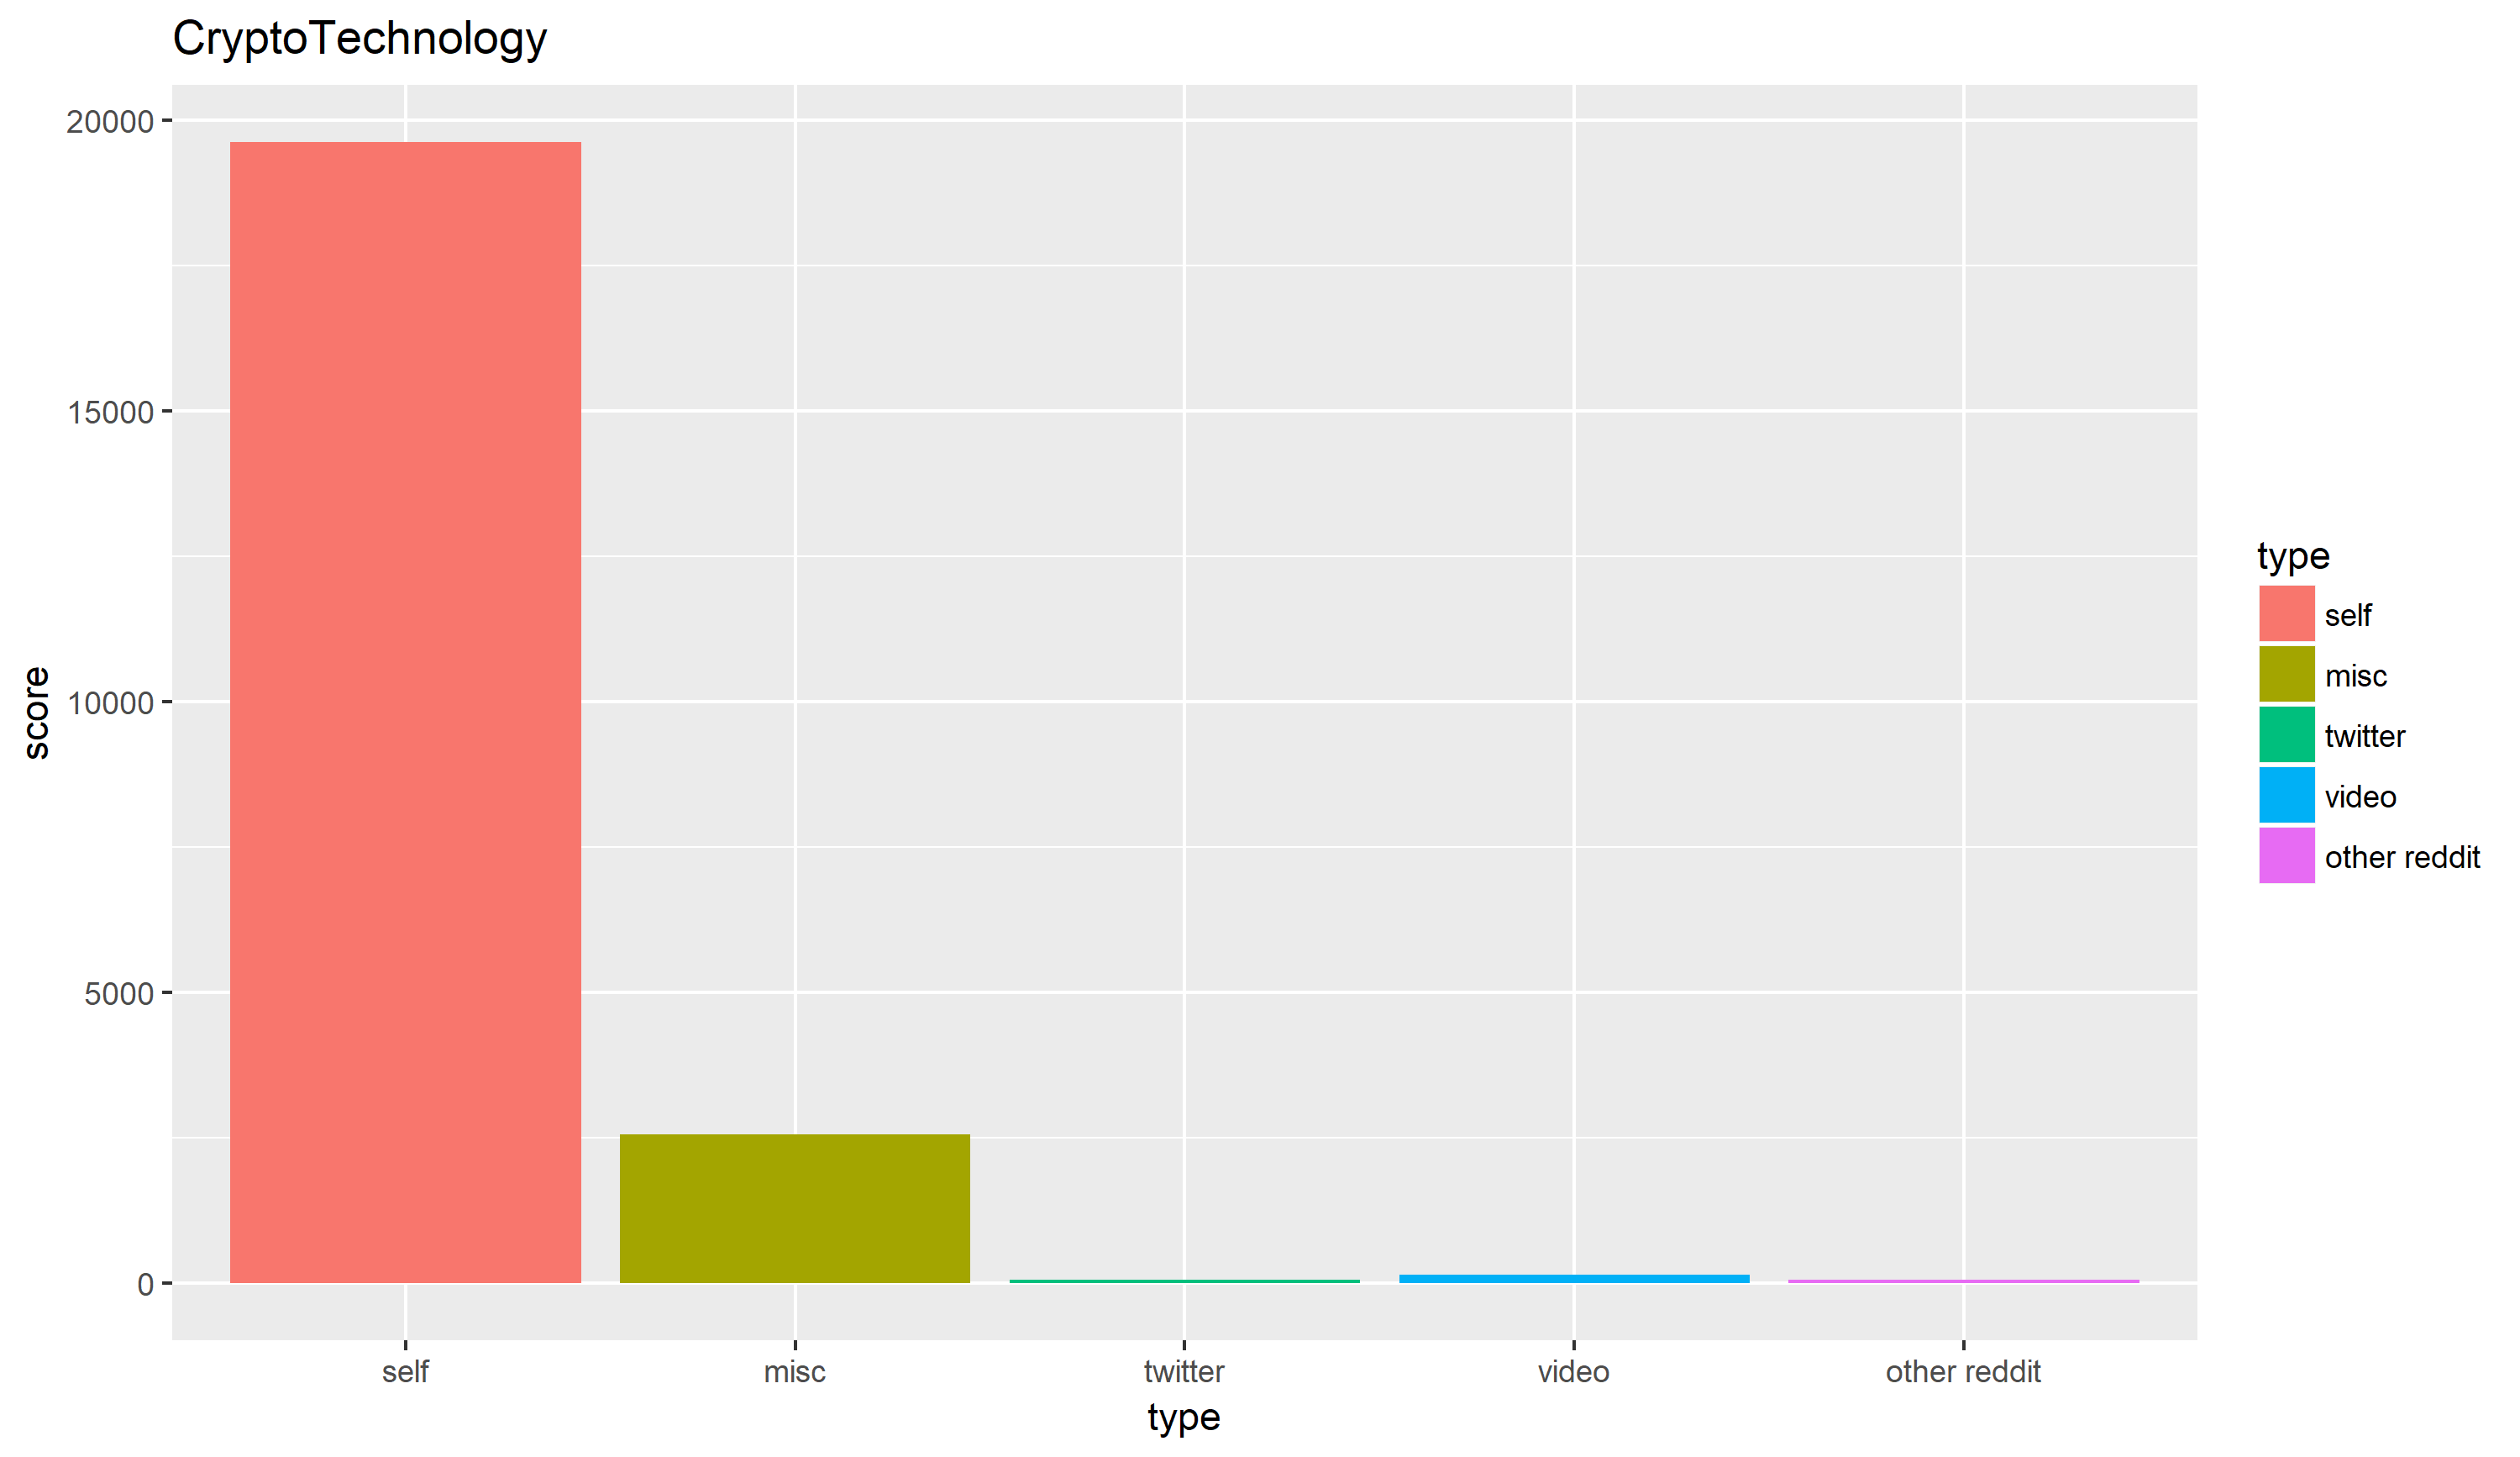 CryptoTechnology
20000
15000
10000
5000
0
score
self misc twitter video other reddit
type
type
self
misc
twitter
video
other reddit